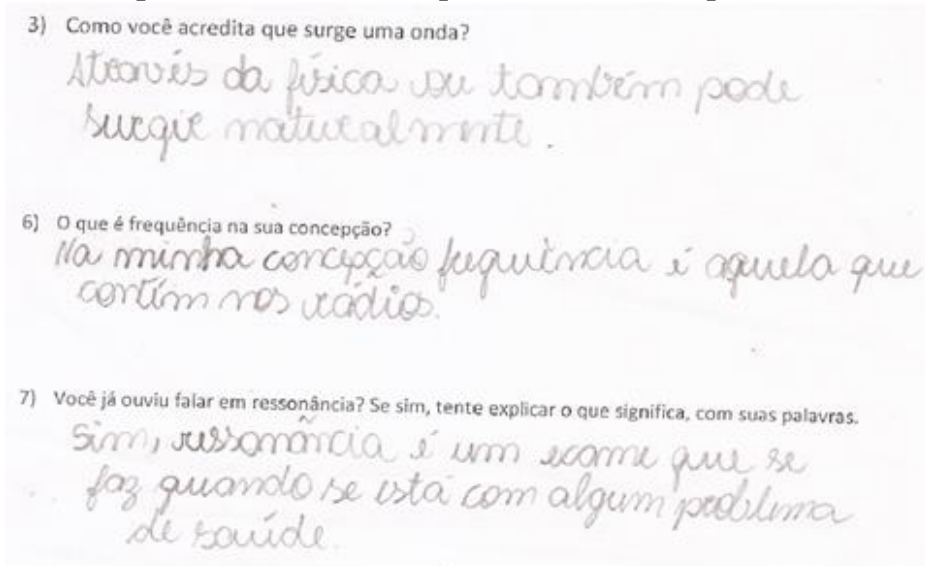 3) Como você acredita que surge uma onda?
Através da física ou também pode
surgir naturalmente.
6) O que é frequência na sua concepção?
Na minha concepção fequência é aquela que
contém nos rádios.
7) Você já ouviu falar em ressonância? Se sim, tente explicar o que significa, com suas palavras.
Sim, ressonância é um exame que se
faz quando se está com algum problema
de saúde.